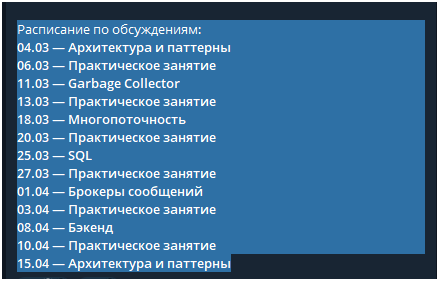 Расписание по обсуждениям:
04.03 — Архитектура и паттерны
06.03 — Практическое занятие
11.03 — Garbage Collector
13.03 — Практическое занятие
18.03 — Многопоточность
20.03 — Практическое занятие
25.03 — SQL
27.03 — Практическое занятие
01.04 — Брокеры сообщений
03.04 — Практическое занятие
08.04 — Бэкенд
10.04 — Практическое занятие
15.04 — Архитектура и паттерны